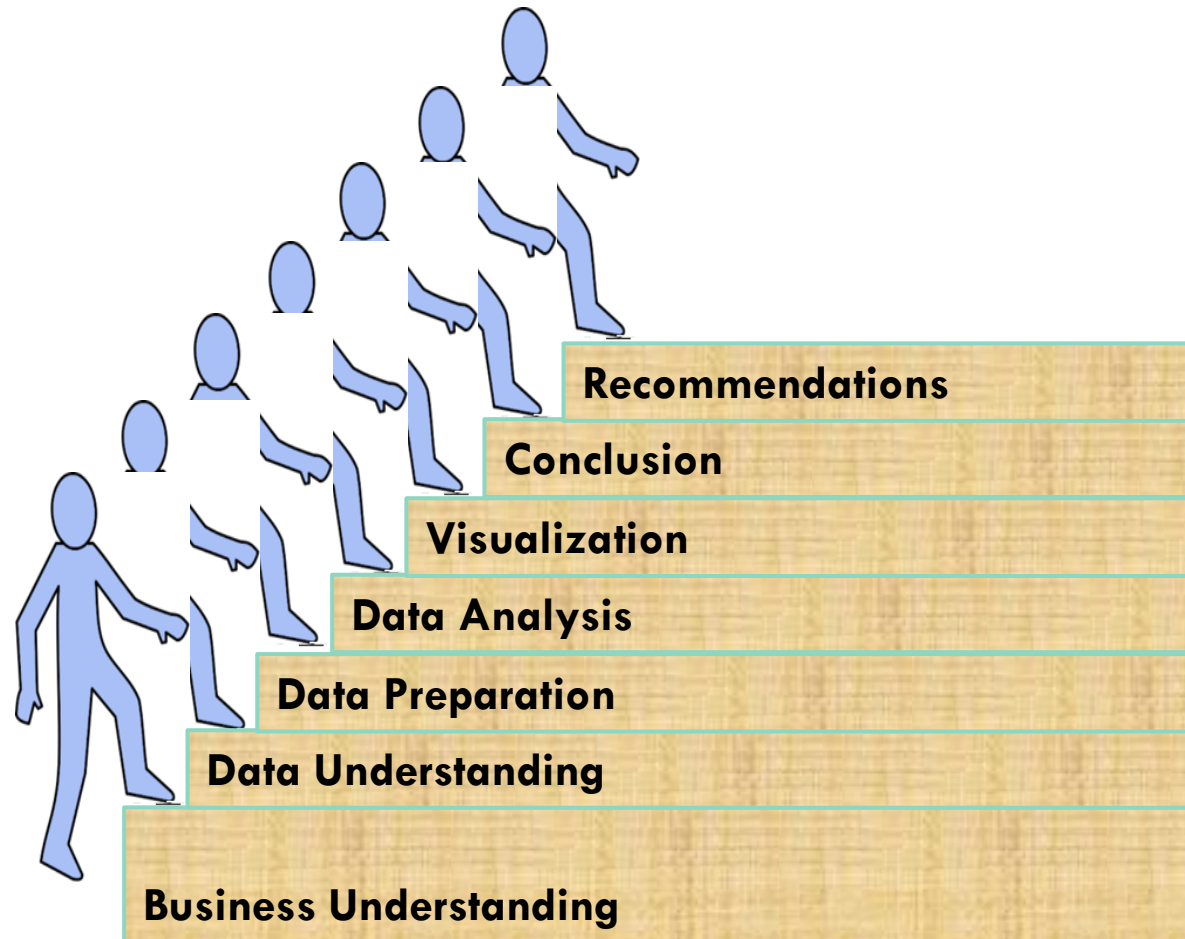 Recommendations
Conclusion
Visualization
Data Analysis
Data Preparation
Data Understanding
Business Understanding